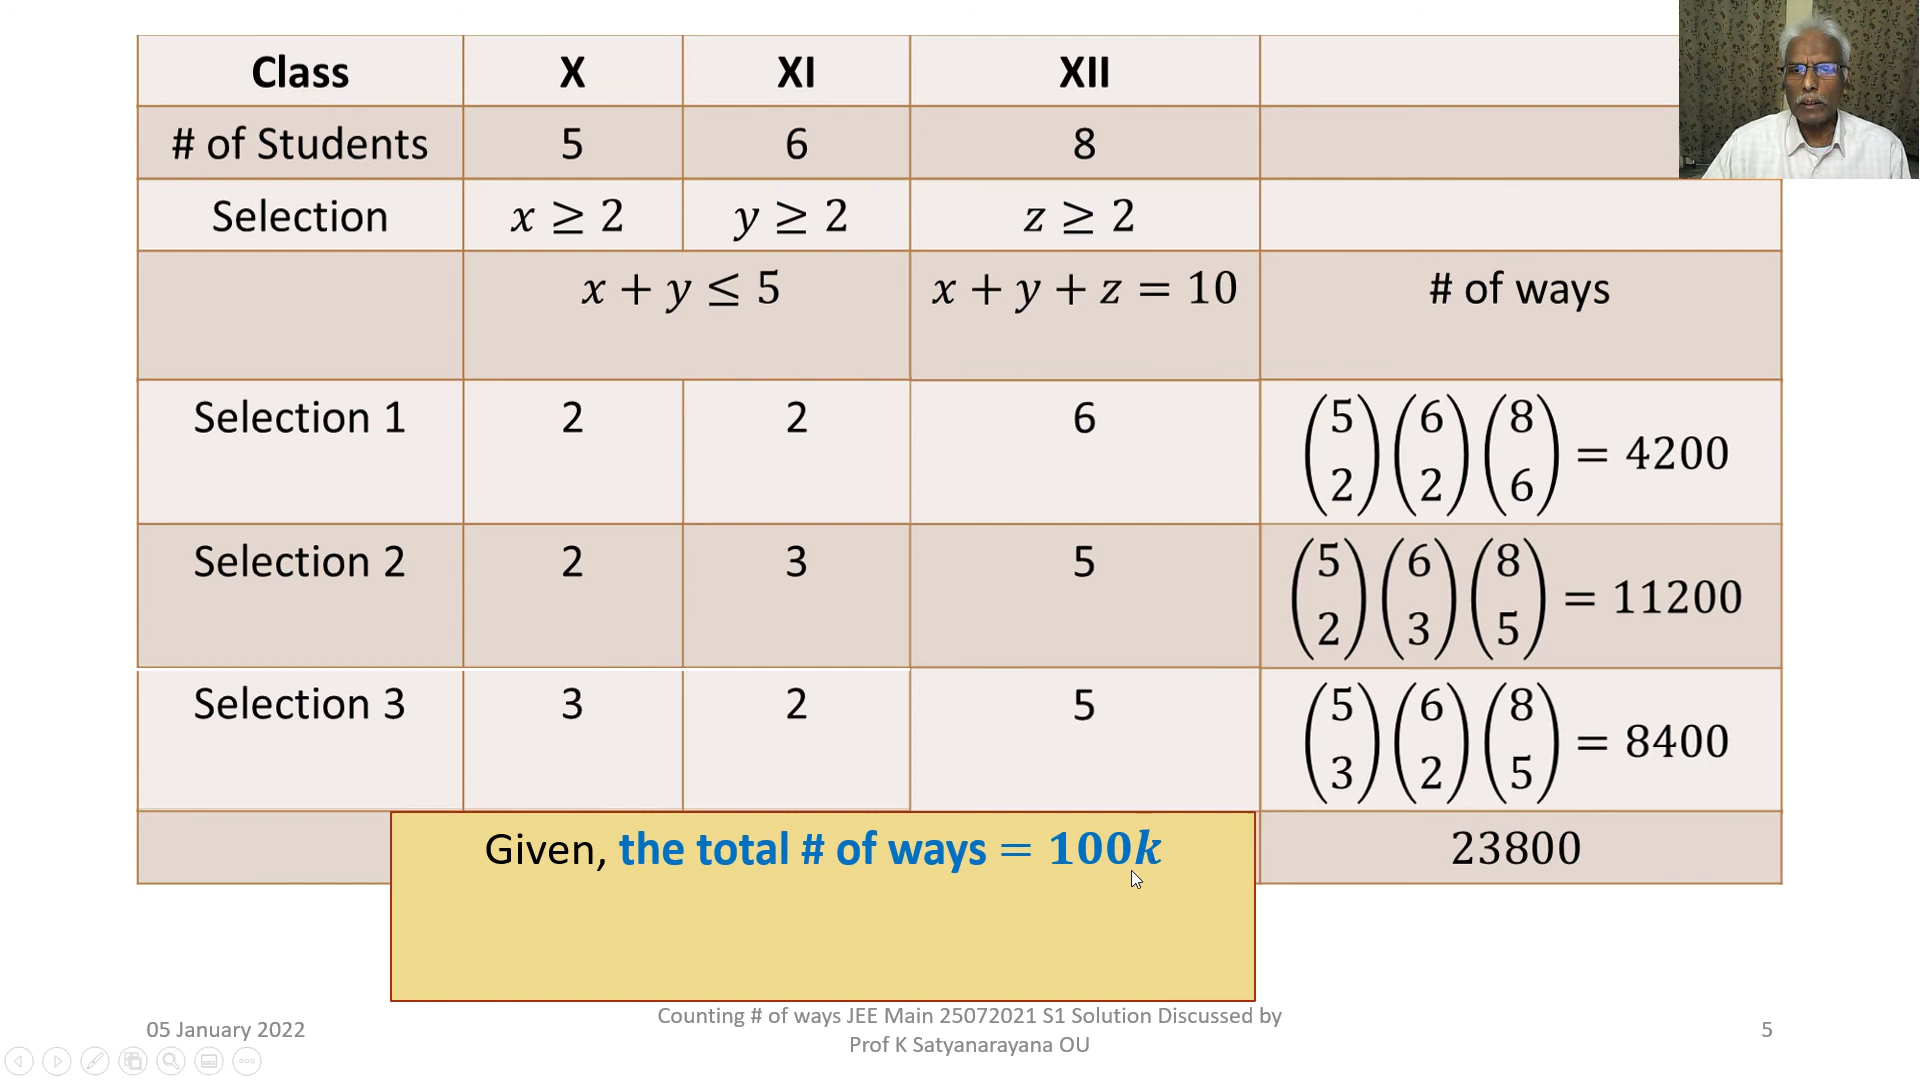 Class X XI XII
# of Students 5 6 8
Selection x ≥ 2 y ≥ 2 z ≥ 2
x + y ≤ 5 x + y + z = 10 # of ways
Selection 1 2 2 6 (5 2)(6 2)(8 6) = 4200
Selection 2 2 3 5 (5 2)(6 3)(8 5) = 11200
Selection 3 3 2 5 (5 3)(6 2)(8 5) = 8400
Given, the total # of ways = 100k 23800
05 January 2022
Counting # of ways JEE Main 25072021 S1 Solution Discussed by
Prof K Satyanarayana OU
5